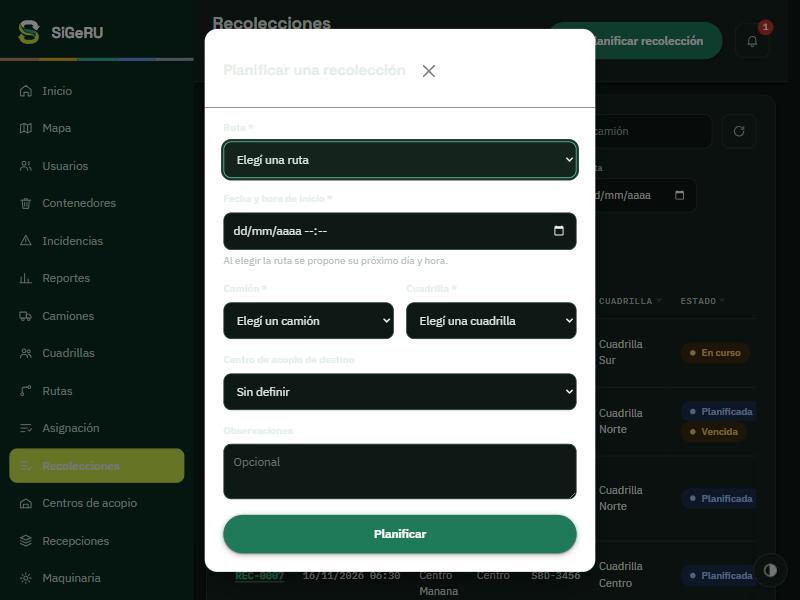 SiGeRU
Inicio
Mapa
Usuarios
Contenedores
Incidencias
Reportes
Camiones
Cuadrillas
Rutas
Asignación
Recolecciones
Centros de acopio
Recepciones
Maquinaria
Recolecciones
anificar recolección
1
camión
dd/mm/aaaa
CUADRILLA
ESTADO
Cuadrilla
Sur
En curso
Cuadrilla
Norte
Planificada
Vencida
Cuadrilla
Norte
Planificada
REC-0007
16/11/2026 06:30
Centro
Manana
Centro
SBD-3456
Cuadrilla
Centro
Planificada
Planificar una recolección
Ruta *
Elegí una ruta
Fecha y hora de inicio *
dd/mm/aaaa --:--
Al elegir la ruta se propone su próximo día y hora.
Camión *
Cuadrilla *
Elegí un camión
Elegí una cuadrilla
Centro de acopio de destino
Sin definir
Observaciones
Opcional
Planificar